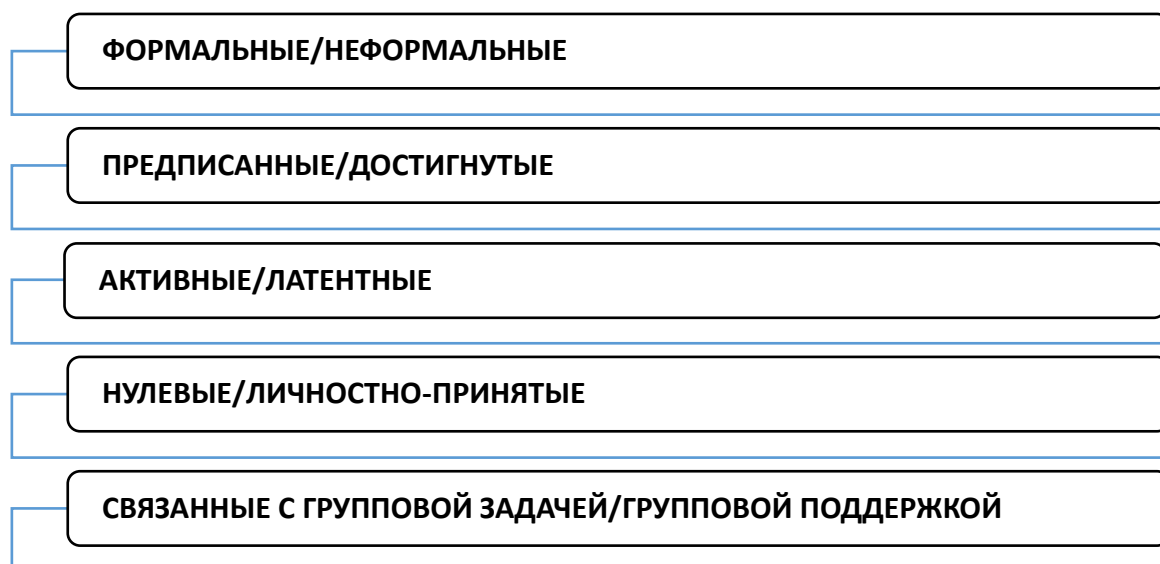 ФОРМАЛЬНЫЕ/НЕФОРМАЛЬНЫЕ
ПРЕДПИСАННЫЕ/ДОСТИГНУТЫЕ
АКТИВНЫЕ/ЛАТЕНТНЫЕ
НУЛЕВЫЕ/ЛИЧНОСТНО-ПРИНЯТЫЕ
СВЯЗАННЫЕ С ГРУППОВОЙ ЗАДАЧЕЙ/ГРУППОВОЙ ПОДДЕРЖКОЙ